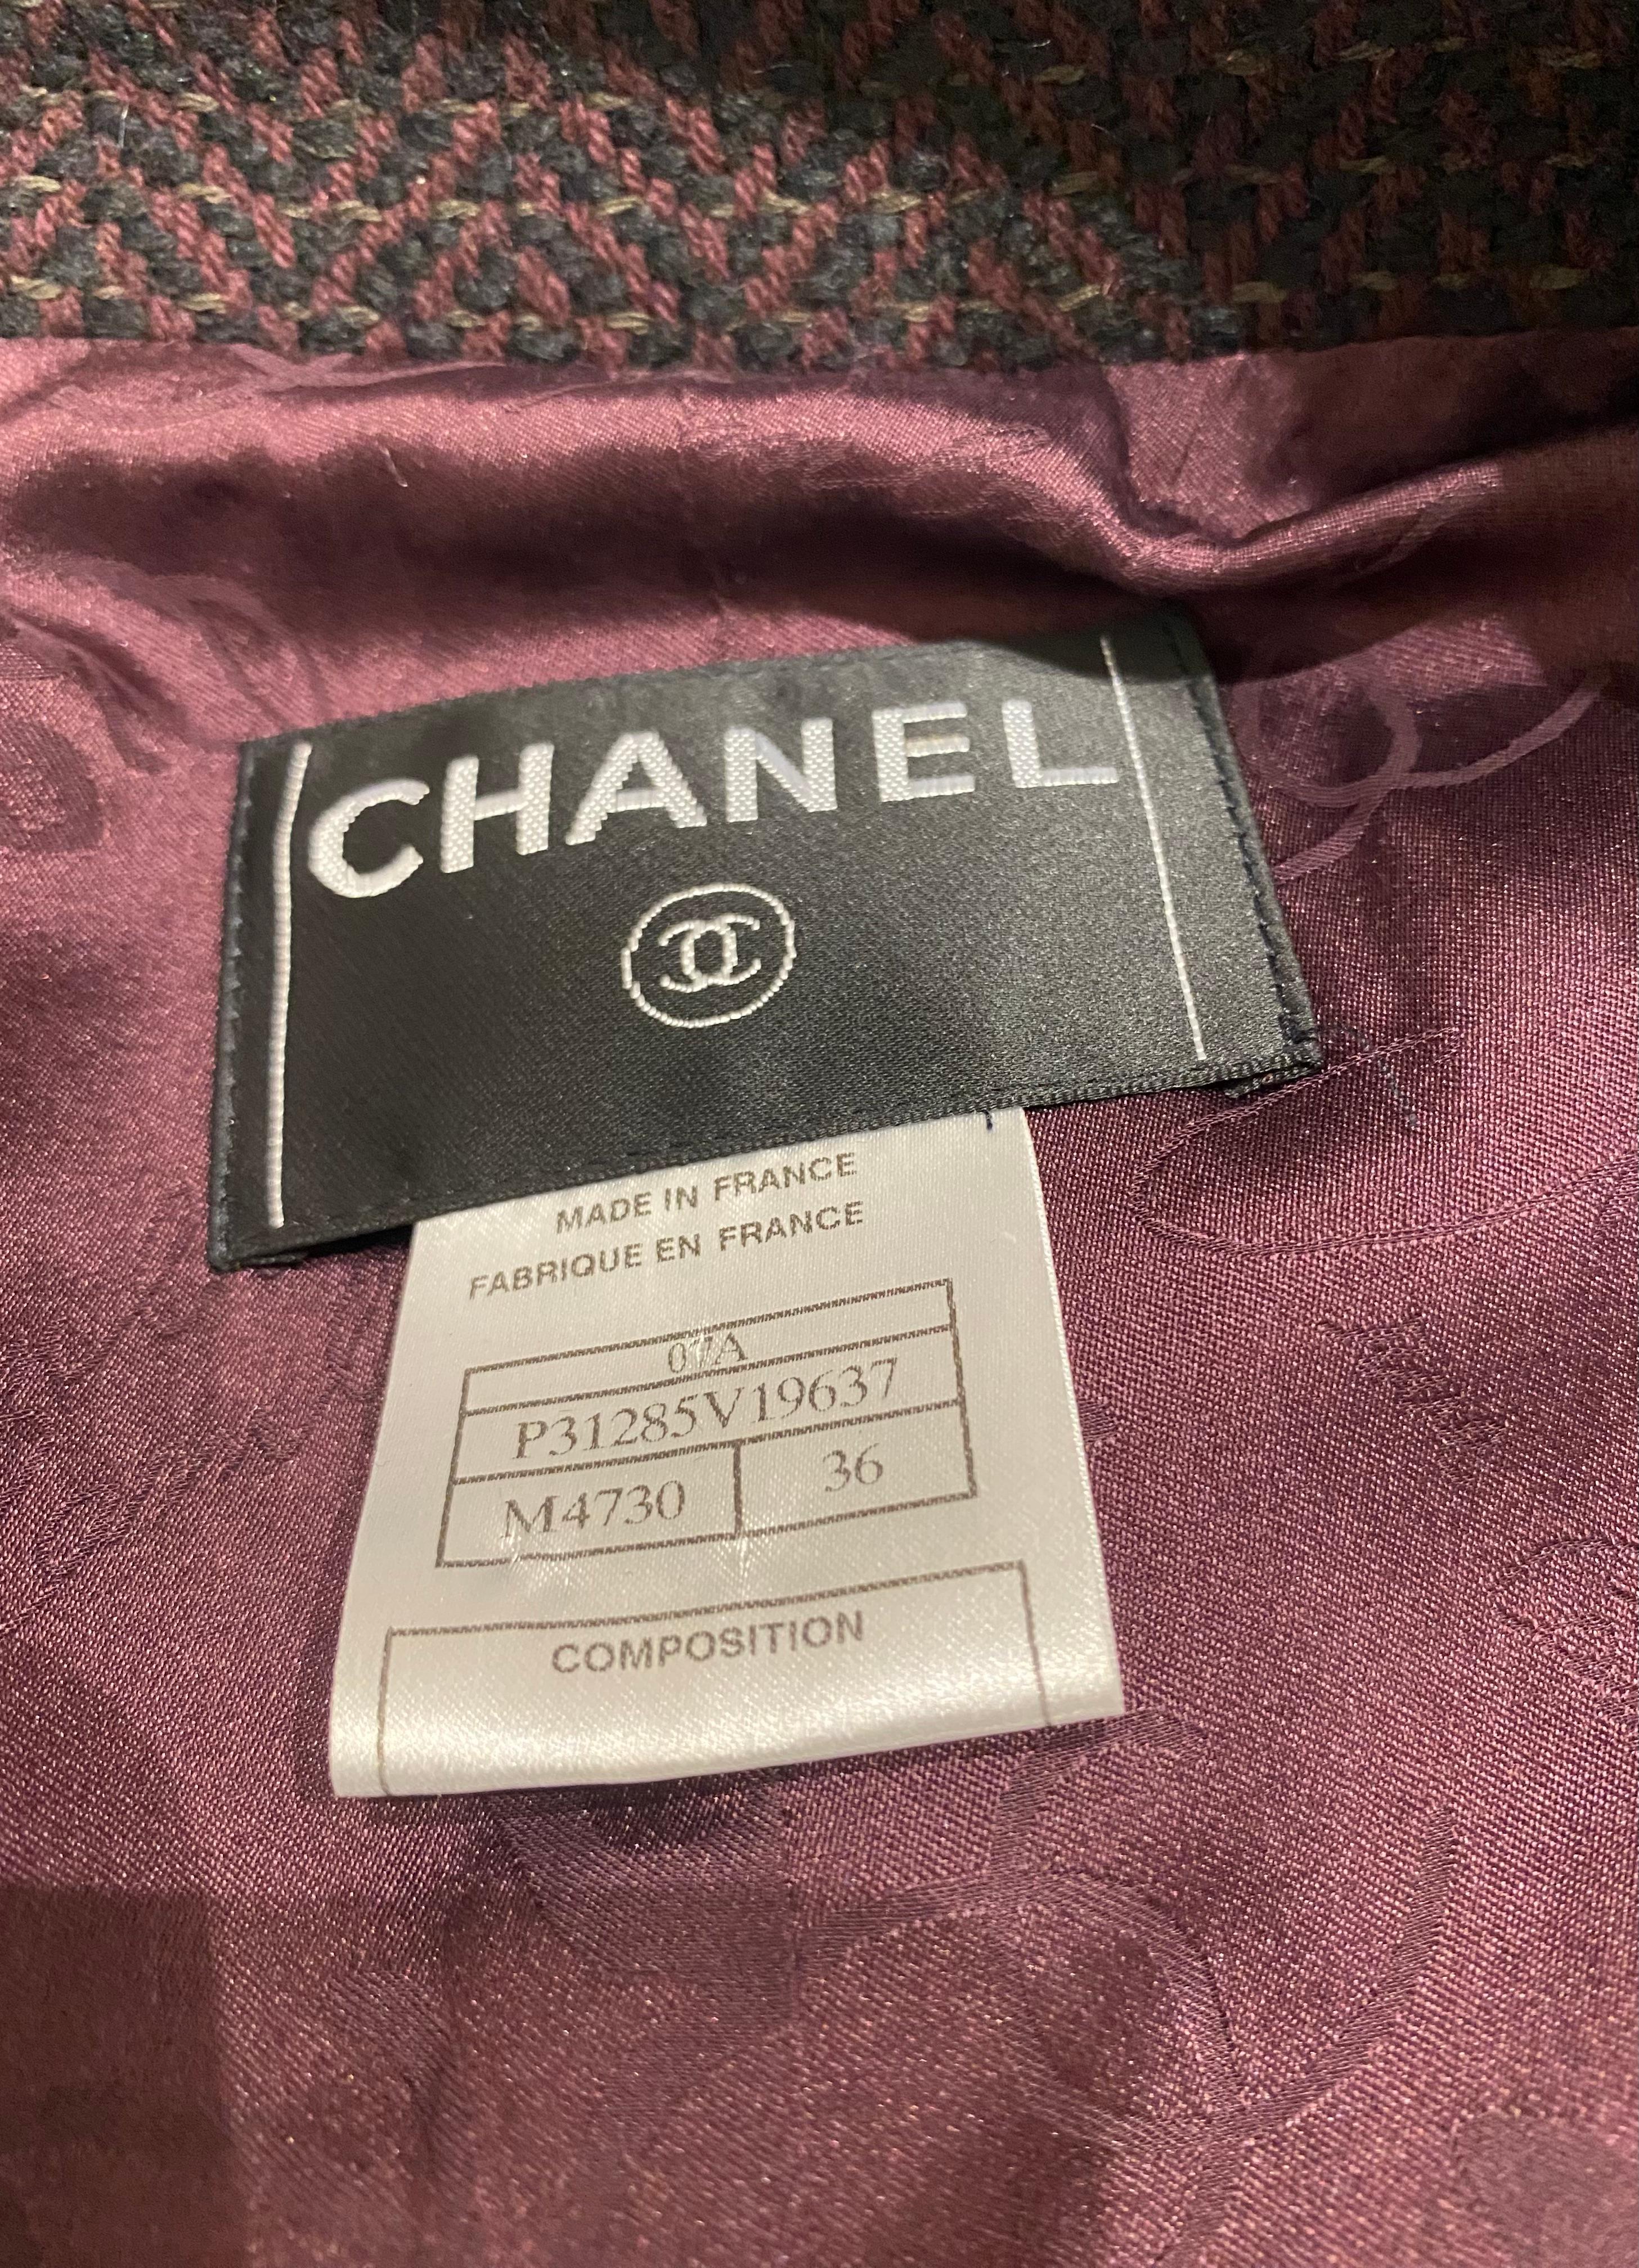 CHANEL
MADE IN FRANCE
FABRIQUE EN FRANCE
07A
P31285V19637
M4730 36
COMPOSITION